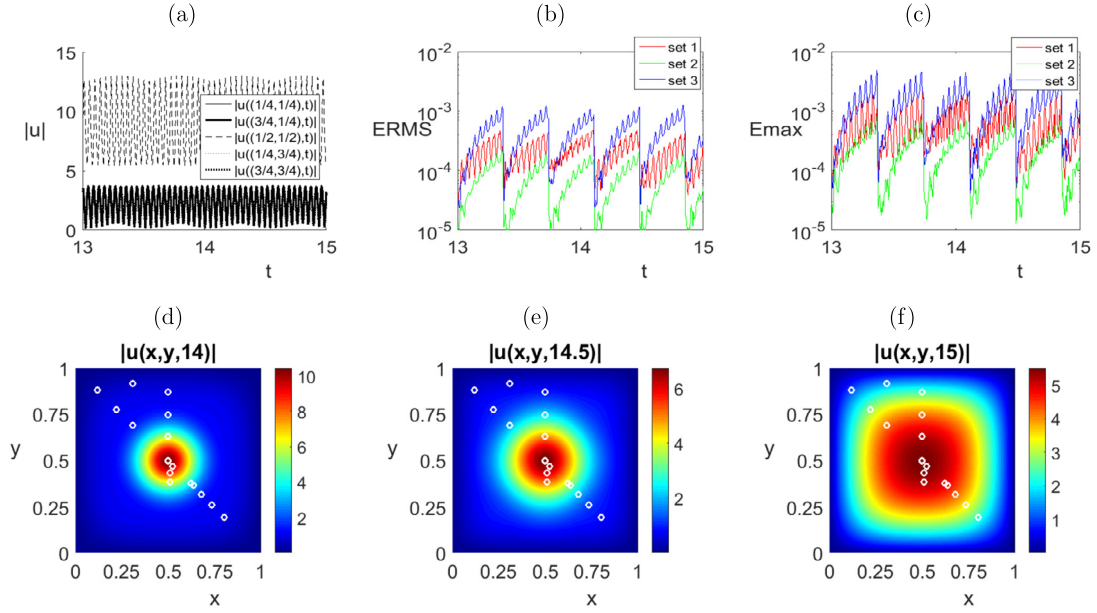 (a)
15
10
5
0
|u|
|u((1/4,1/4),t)|
|u((3/4,1/4),t)|
|u((1/2,1/2),t)|
|u((1/4,3/4),t)|
|u((3/4,3/4),t)|
13 14 15
t
(b)
10-2
10-3
10-4
10-5
ERMS
set 1
set 2
set 3
13 14 15
t
(c)
10-2
10-3
10-4
10-5
Emax
set 1
set 2
set 3
13 14 15
t
(d)
|u(x,y,14)|
1
0.75
0.5
0.25
0
y
0 0.25 0.5 0.75 1
x
10
8
6
4
2
(e)
|u(x,y,14.5)|
1
0.75
0.5
0.25
0
y
0 0.25 0.5 0.75 1
x
6
4
2
(f)
|u(x,y,15)|
1
0.75
0.5
0.25
0
y
0 0.25 0.5 0.75 1
x
5
4
3
2
1